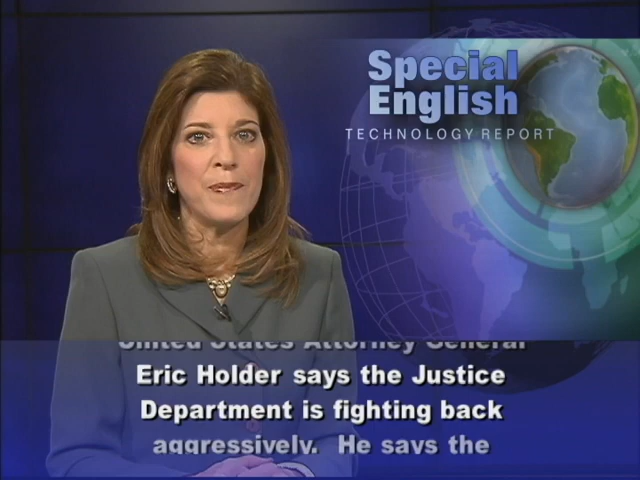 Special
English
TECHNOLOGY REPORT
United States Attorney General
Eric Holder says the Justice
Department is fighting back
aggressively. He says the